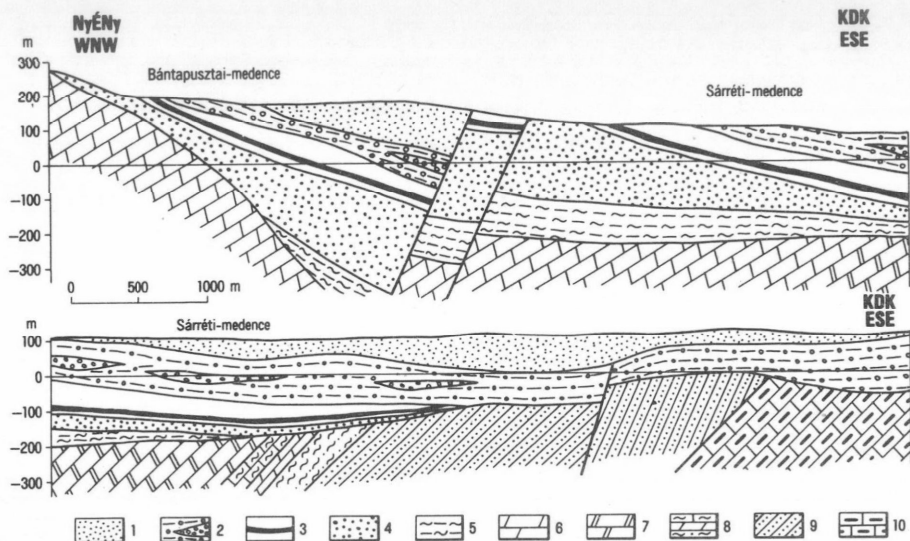 NyÉNy
WNW
KDK
ESE
m
300
200
100
0
–100
–200
–300
Bántapusztai-medence
Sárréti-medence
0 500 1000 m
KDK
ESE
m
100
0
–100
–200
–300
Sárréti-medence
1 2 3 4 5 6 7 8 9 10